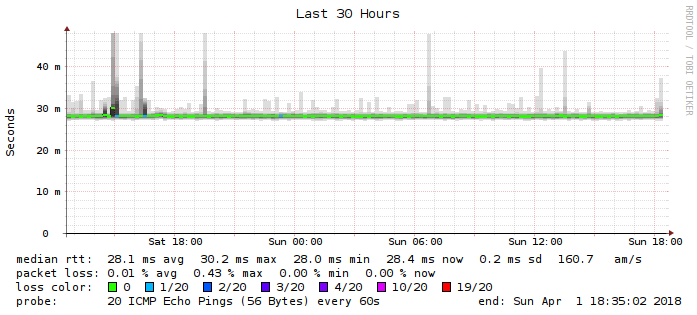 Last 30 Hours
RRDTOOL / TOBI OETIKER
Seconds
40 m
30 m
20 m
10 m
0
Sat 18:00 Sun 00:00 Sun 06:00 Sun 12:00 Sun 18:00
median rtt: 28.1 ms avg 30.2 ms max 28.0 ms min 28.4 ms now 0.2 ms sd 160.7 am/s
packet loss: 0.01 % avg 0.43 % max 0.00 % min 0.00 % now
loss color: 0 1/20 2/20 3/20 4/20 10/20 19/20
probe: 20 ICMP Echo Pings (56 Bytes) every 60s end: Sun Apr 1 18:35:02 2018